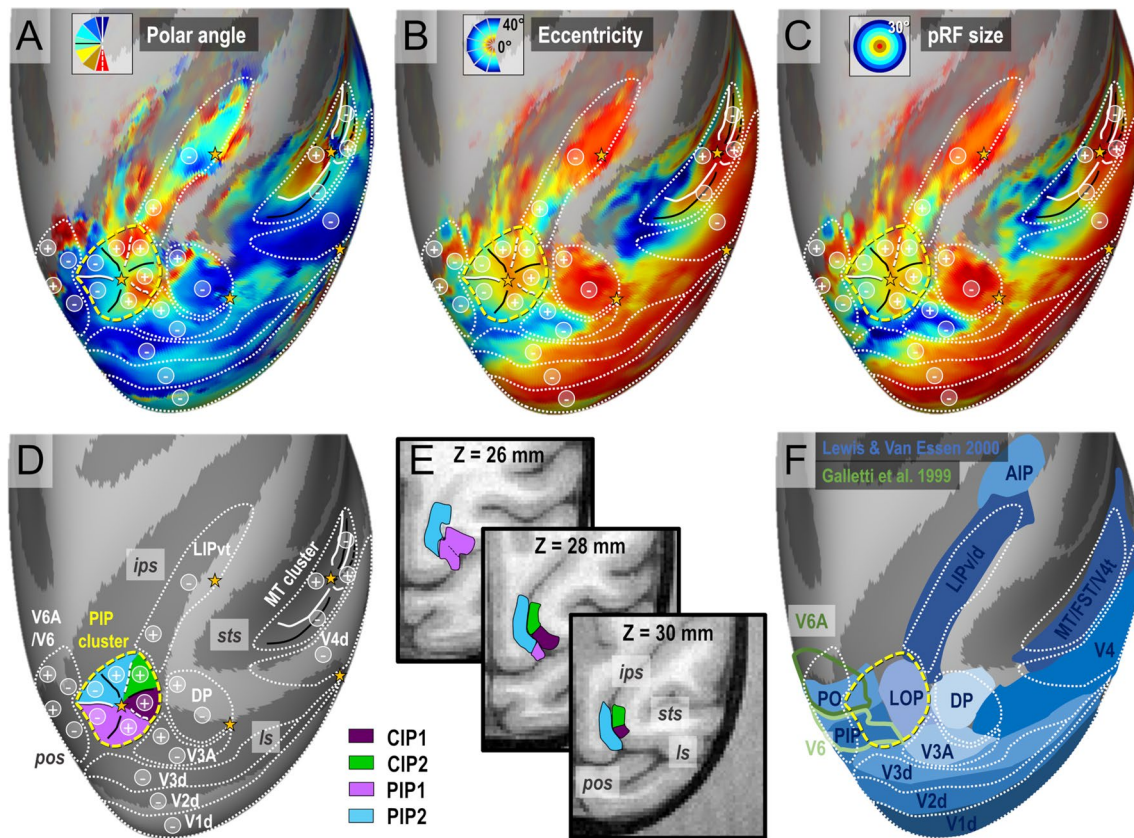 A
Polar angle
B
40°
0°
Eccentricity
C
30°
pRF size
D
ips
LIPvt
MT cluster
V6A
/V6
PIP
cluster
sts
V4d
DP
pos
ls
V3A
V3d
V2d
V1d
E
Z = 26 mm
Z = 28 mm
Z = 30 mm
ips
sts
ls
pos
CIP1
CIP2
PIP1
PIP2
F
Lewis & Van Essen 2000
Galletti et al. 1999
AIP
LIPv/d
MT/FST/V4t
V6A
V4
PO
LOP
DP
PIP
V6
V3A
V3d
V2d
V1d